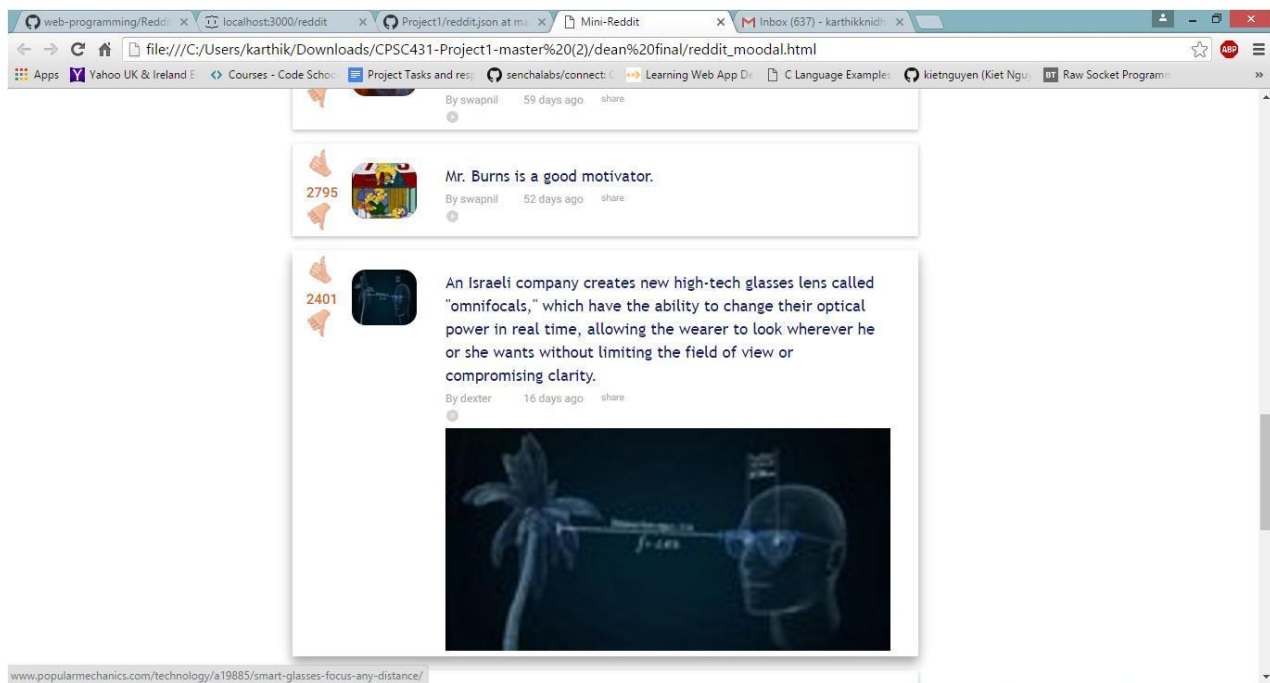 web-programming/Reddi
localhost:3000/reddit
Project1/reddit.json at ma
Mini-Reddit
Inbox (637) - karthikknidh
file:///C:/Users/karthik/Downloads/CPSC431-Project1-master%20(2)/dean%20final/reddit_moodal.html
ABP
Apps
Yahoo UK & Ireland E
Courses - Code Schoo
Project Tasks and resp
senchalabs/connect: C
Learning Web App De
C Language Examples
kietnguyen (Kiet Nguy
BT Raw Socket Programm
»
By swapnil 59 days ago share
2795
Mr. Burns is a good motivator.
By swapnil 52 days ago share
2401
An Israeli company creates new high-tech glasses lens called
"omnifocals," which have the ability to change their optical
power in real time, allowing the wearer to look wherever he
or she wants without limiting the field of view or
compromising clarity.
By dexter 16 days ago share
www.popularmechanics.com/technology/a19885/smart-glasses-focus-any-distance/